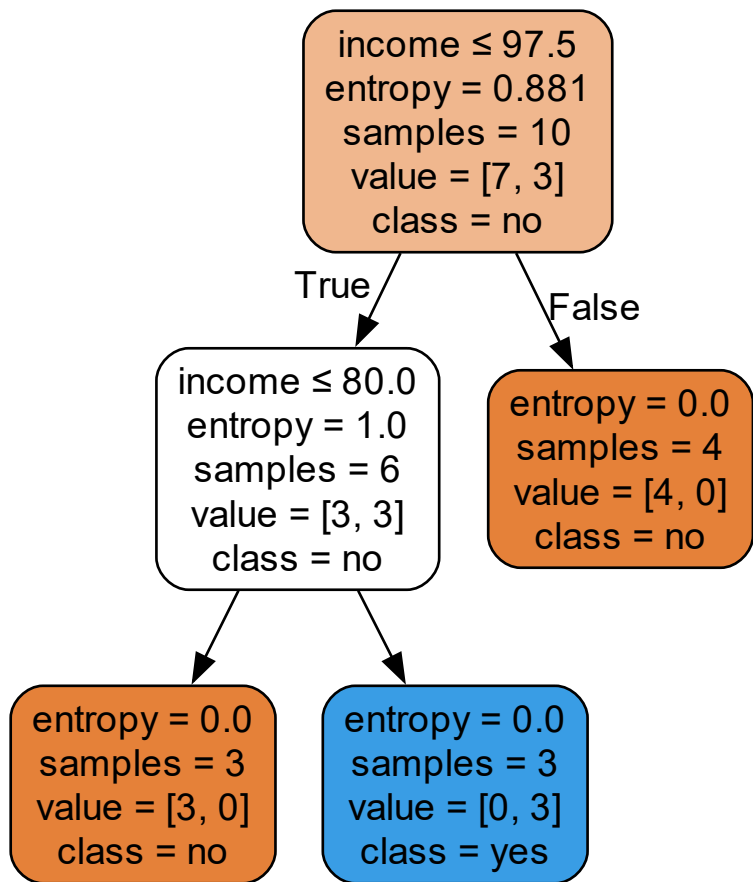 income ≤ 97.5
entropy = 0.881
samples = 10
value = [7, 3]
class = no
True
False
income ≤ 80.0
entropy = 1.0
samples = 6
value = [3, 3]
class = no
entropy = 0.0
samples = 4
value = [4, 0]
class = no
entropy = 0.0
samples = 3
value = [3, 0]
class = no
entropy = 0.0
samples = 3
value = [0, 3]
class = yes